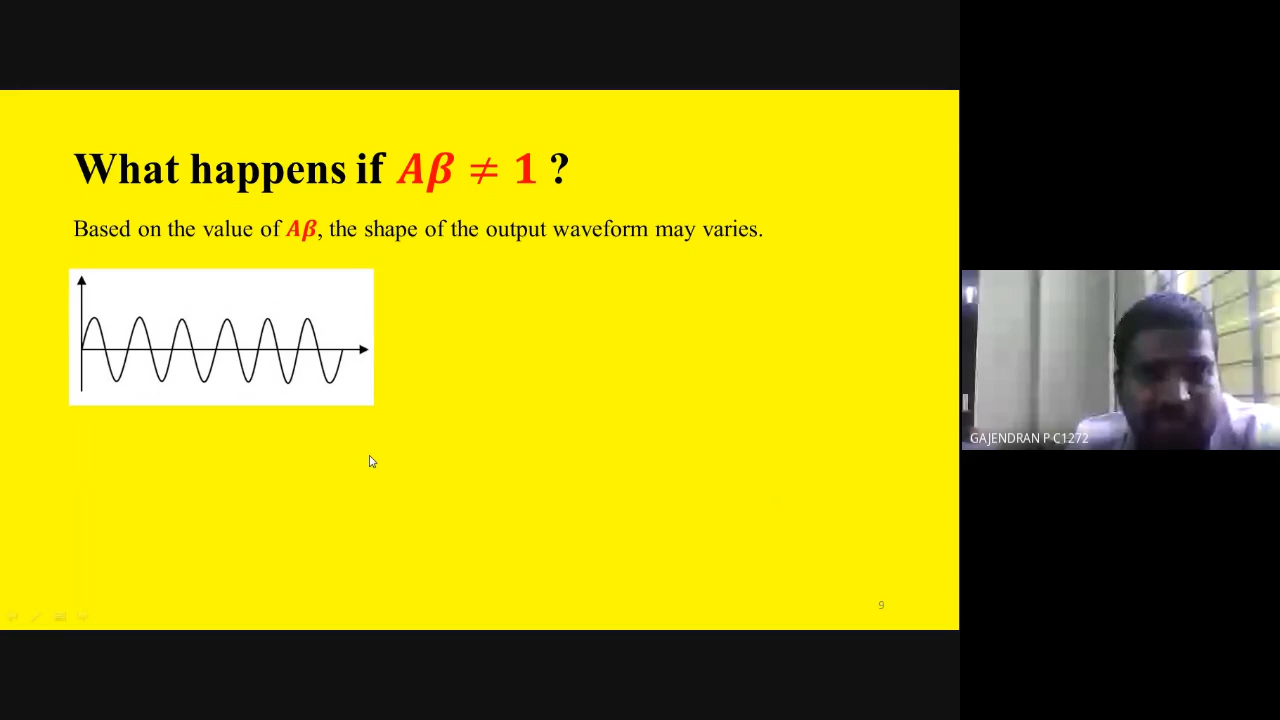 What happens if Aβ ≠ 1 ?
Based on the value of Aβ, the shape of the output waveform may varies.
GAJENDRAN P C1272
9